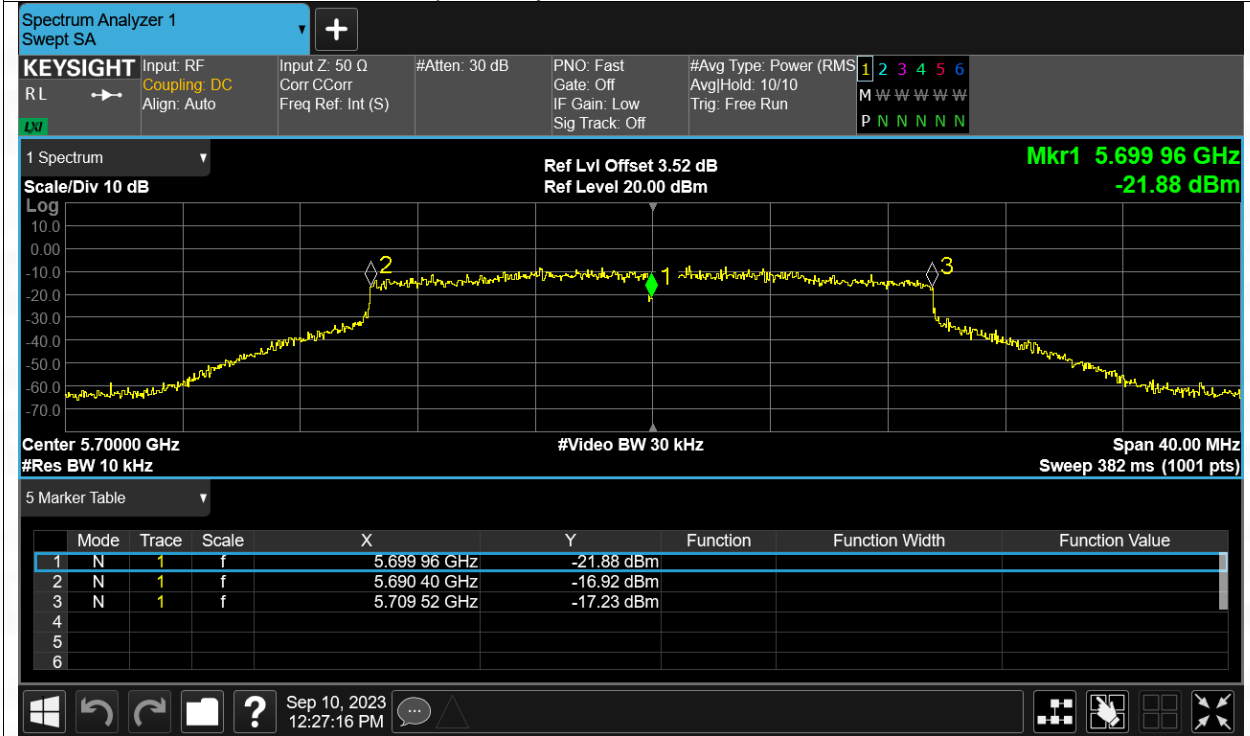 Spectrum Analyzer 1
Swept SA
+
KEYSIGHT Input: RF Input Z: 50 Ω #Atten: 30 dB PNO: Fast #Avg Type: Power (RMS 1 2 3 4 5 6
R L Coupling: DC Corr CCorr Gate: Off Avg|Hold: 10/10 M W W W W W
Align: Auto Freq Ref: Int (S) IF Gain: Low Trig: Free Run
LXI Sig Track: Off P N N N N N
1 Spectrum Ref Lvl Offset 3.52 dB Mkr1 5.699 96 GHz
Scale/Div 10 dB Ref Level 20.00 dBm -21.88 dBm
Log
10.0
0.00
-10.0
-20.0
-30.0
-40.0
-50.0
-60.0
-70.0
2
1
3
Center 5.70000 GHz #Video BW 30 kHz Span 40.00 MHz
#Res BW 10 kHz Sweep 382 ms (1001 pts)
5 Marker Table
Mode Trace Scale X Y Function Function Width Function Value
1 N 1 f 5.699 96 GHz -21.88 dBm
2 N 1 f 5.690 40 GHz -16.92 dBm
3 N 1 f 5.709 52 GHz -17.23 dBm
4
5
6
? Sep 10, 2023
12:27:16 PM